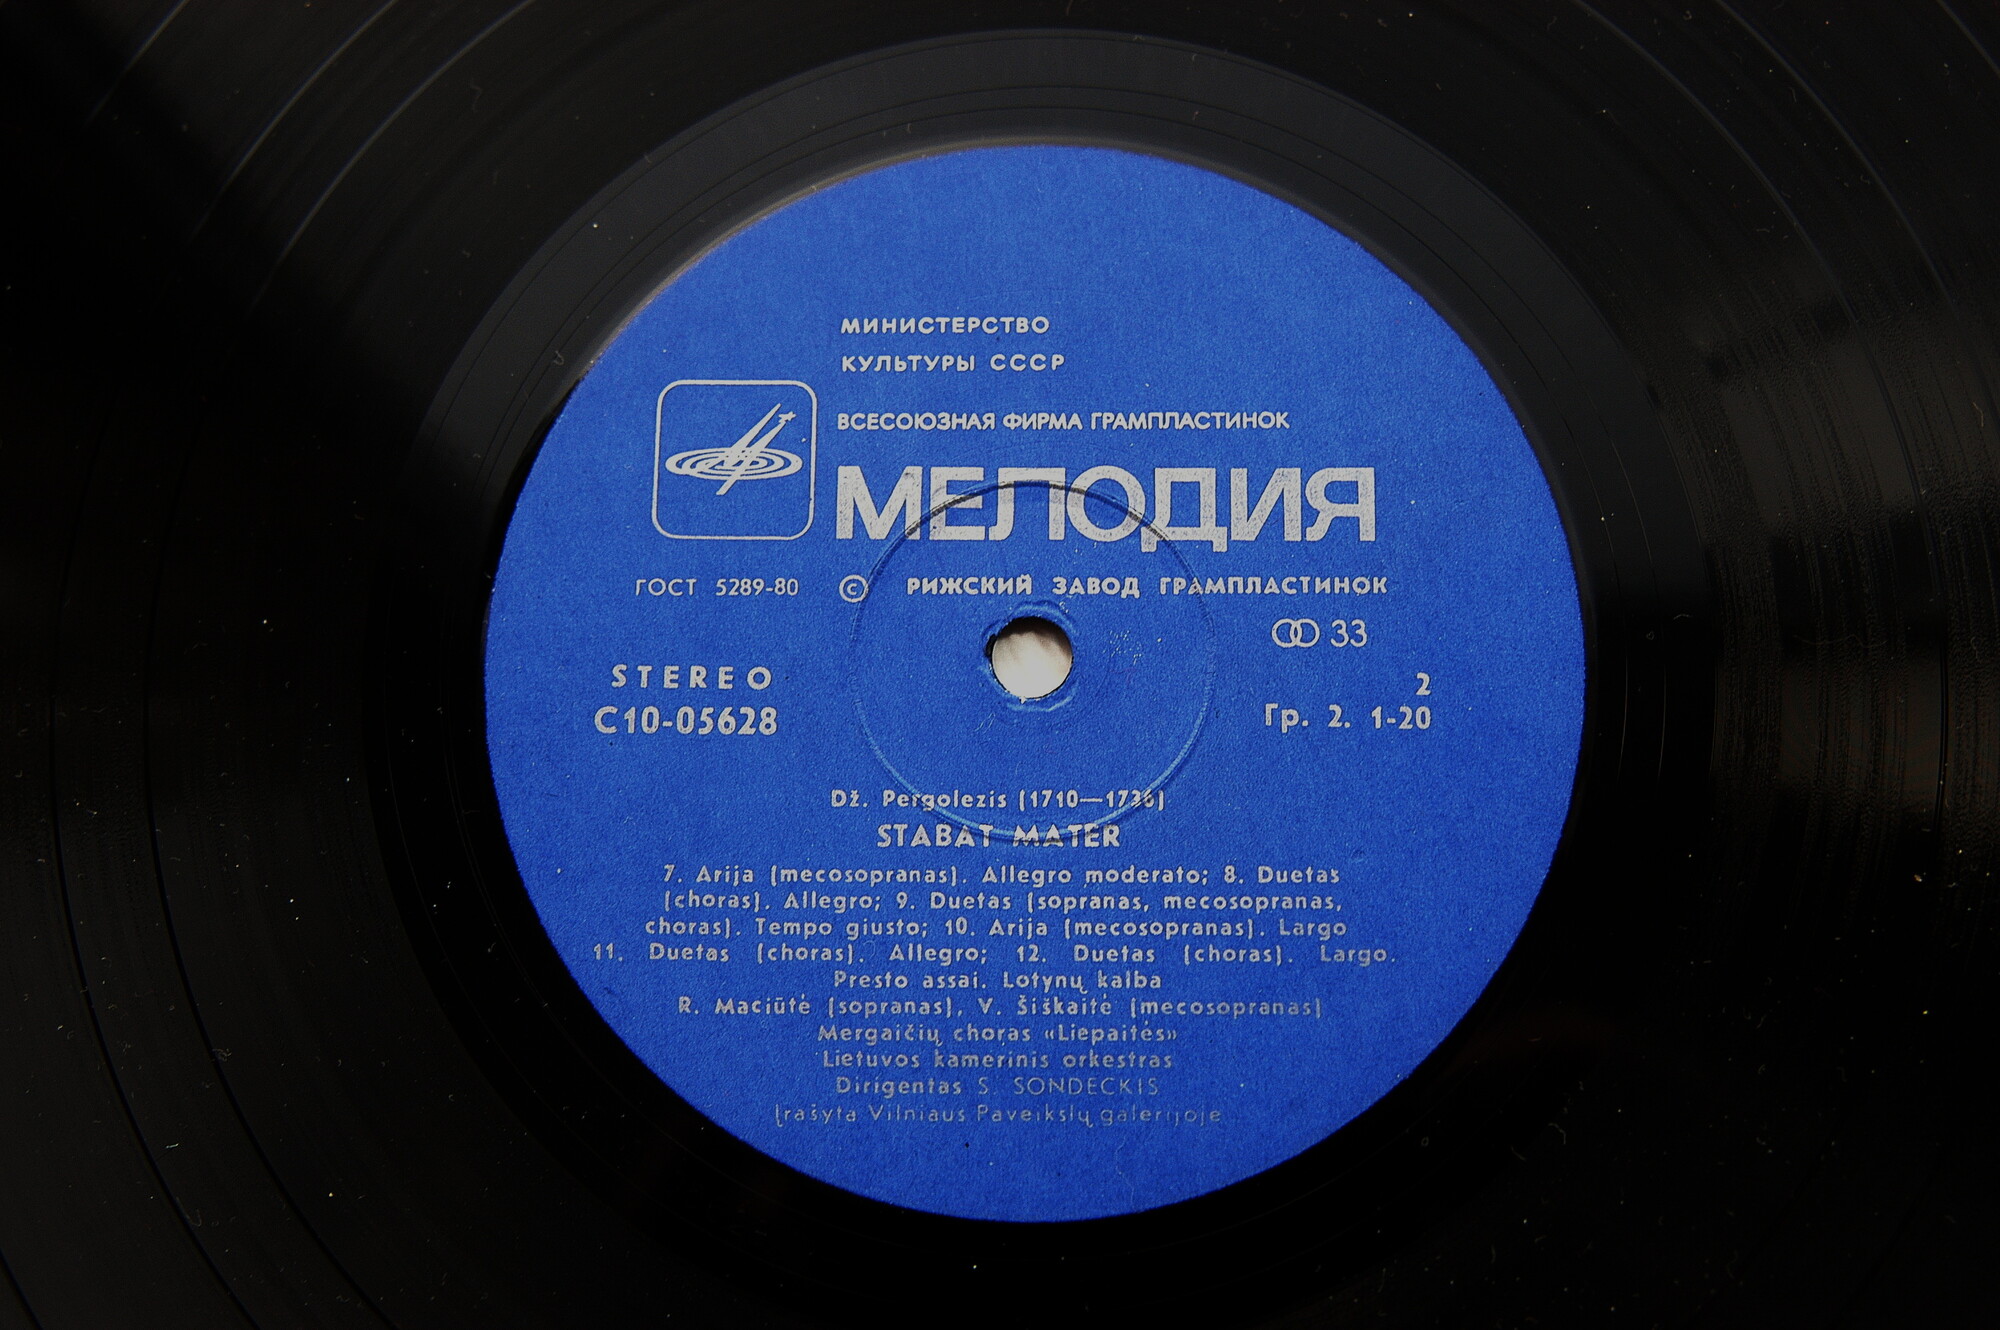 МИНИСТЕРСТВО
КУЛЬТУРЫ СССР
ВСЕСОЮЗНАЯ ФИРМА ГРАМПЛАСТИНОК
МЕЛОДИЯ
ГОСТ 5289-80 © РИЖСКИЙ ЗАВОД ГРАМПЛАСТИНОК
33
STEREO
2
С10-05628
Гр. 2. 1-20
Dž. Pergolezis (1710—1736)
STABAT MATER
7. Arija (mecosopranas). Allegro moderato; 8. Duetas
(choras). Allegro; 9. Duetas (sopranas, mecosopranas,
choras). Tempo giusto; 10. Arija (mecosopranas). Largo
11. Duetas (choras). Allegro; 12. Duetas (choras). Largo.
Presto assai. Lotynų kalba
R. Maciūtė (sopranas), V. Šiškaitė (mecosopranas)
Mergaičių choras «Liepaitės»
Lietuvos kamerinis orkestras
Dirigentas S. SONDECKIS
Įrašyta Vilniaus Paveikslų galerijoje